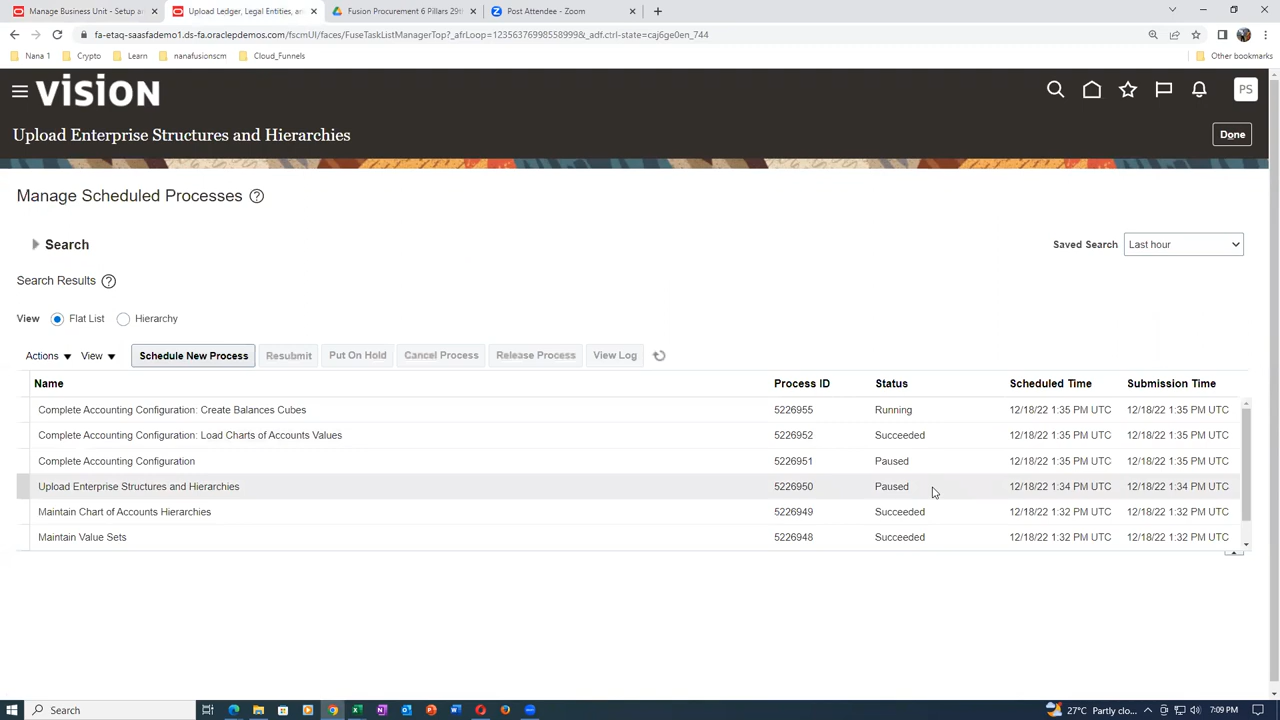 Manage Business Unit - Setup a
Upload Ledger, Legal Entities, an
Fusion Procurement 6 Pillars 29t
Post Attendee - Zoom
fa-etaq-saasfademo1.ds-fa.oraclepdemos.com/fscmUI/faces/FuseTaskListManagerTop?_afrLoop=123563769985589998&_adf.ctrl-state=caj6ge0en_744
Nana 1
Crypto
Learn
nanafusionscm
Cloud_Funnels
Other bookmarks
VISION
PS
Upload Enterprise Structures and Hierarchies
Done
Manage Scheduled Processes
Search
Saved Search Last hour
Search Results
View Flat List Hierarchy
Actions View Schedule New Process Resubmit Put On Hold Cancel Process Release Process View Log
Name Process ID Status Scheduled Time Submission Time
Complete Accounting Configuration: Create Balances Cubes 5226955 Running 12/18/22 1:35 PM UTC 12/18/22 1:35 PM UTC
Complete Accounting Configuration: Load Charts of Accounts Values 5226952 Succeeded 12/18/22 1:35 PM UTC 12/18/22 1:35 PM UTC
Complete Accounting Configuration 5226951 Paused 12/18/22 1:35 PM UTC 12/18/22 1:35 PM UTC
Upload Enterprise Structures and Hierarchies 5226950 Paused 12/18/22 1:34 PM UTC 12/18/22 1:34 PM UTC
Maintain Chart of Accounts Hierarchies 5226949 Succeeded 12/18/22 1:32 PM UTC 12/18/22 1:32 PM UTC
Maintain Value Sets 5226948 Succeeded 12/18/22 1:32 PM UTC 12/18/22 1:32 PM UTC
Search
27°C Partly clo...
7:09 PM